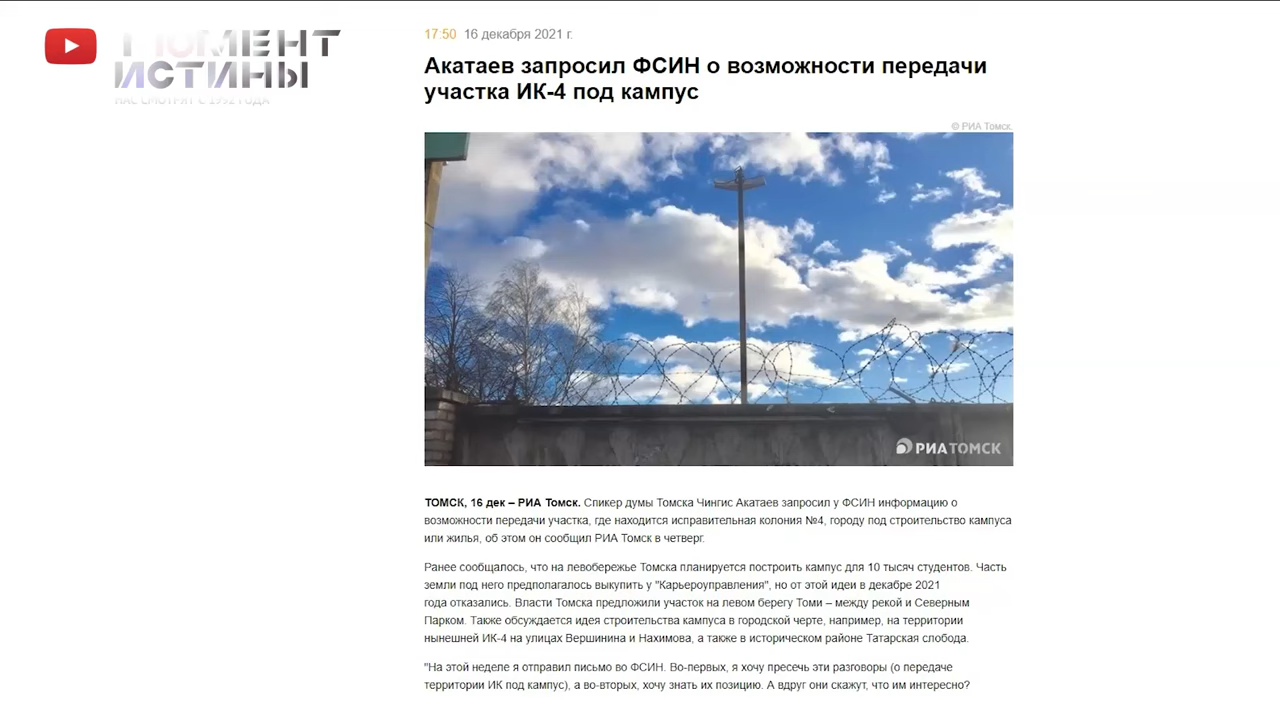 МОМЕНТ
ИСТИНЫ
НАС СМОТРЯТ С 1992 ГОДА
17:50 16 декабря 2021 г.
Акатаев запросил ФСИН о возможности передачи
участка ИК-4 под кампус
© РИА Томск.
РИАТОМСК
ТОМСК, 16 дек – РИА Томск. Спикер думы Томска Чингис Акатаев запросил у ФСИН информацию о
возможности передачи участка, где находится исправительная колония №4, городу под строительство кампуса
или жилья, об этом он сообщил РИА Томск в четверг.
Ранее сообщалось, что на левобережье Томска планируется построить кампус для 10 тысяч студентов. Часть
земли под него предполагалось выкупить у "Карьероуправления", но от этой идеи в декабре 2021
года отказались. Власти Томска предложили участок на левом берегу Томи – между рекой и Северным
Парком. Также обсуждается идея строительства кампуса в городской черте, например, на территории
нынешней ИК-4 на улицах Вершинина и Нахимова, а также в историческом районе Татарская слобода.
"На этой неделе я отправил письмо во ФСИН. Во-первых, я хочу пресечь эти разговоры (о передаче
территории ИК под кампус), а во-вторых, хочу знать их позицию. А вдруг они скажут, что им интересно?